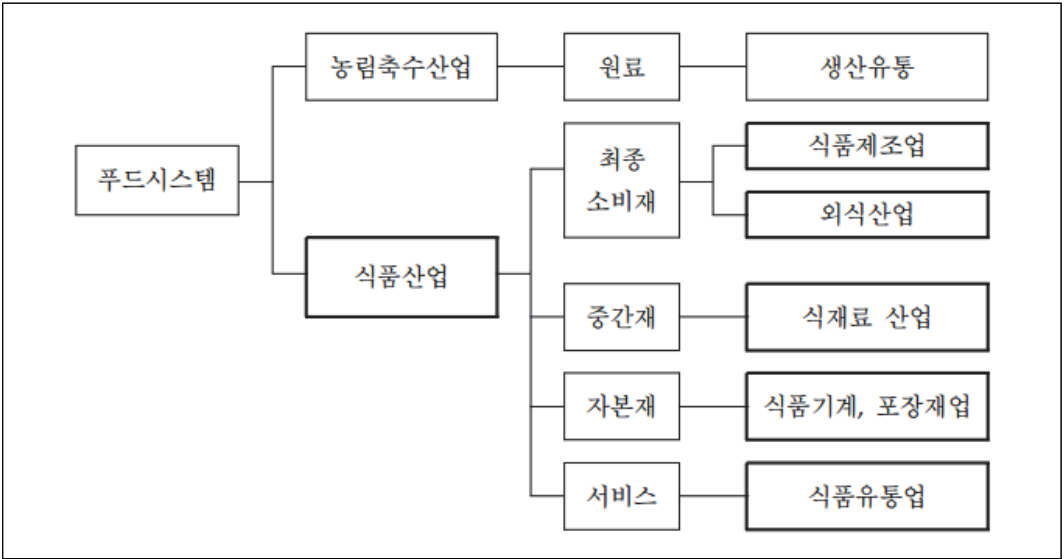 농림축수산업
원료
생산유통
푸드시스템
최종
소비재
식품제조업
외식산업
식품산업
중간재
식재료 산업
자본재
식품기계, 포장재업
서비스
식품유통업